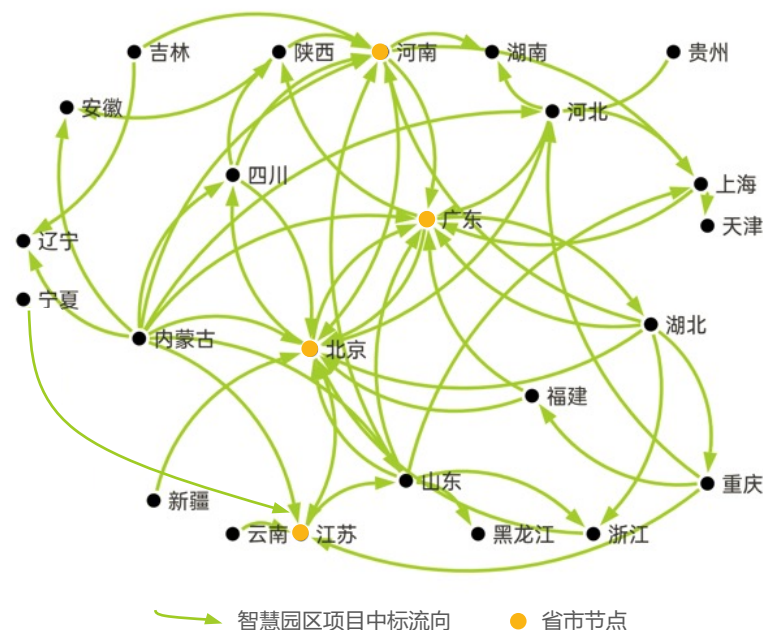 吉林
陕西
河南
湖南
贵州
安徽
河北
四川
上海
广东
天津
辽宁
宁夏
内蒙古
北京
湖北
福建
山东
重庆
新疆
云南
江苏
黑龙江
浙江
智慧园区项目中标流向
省市节点